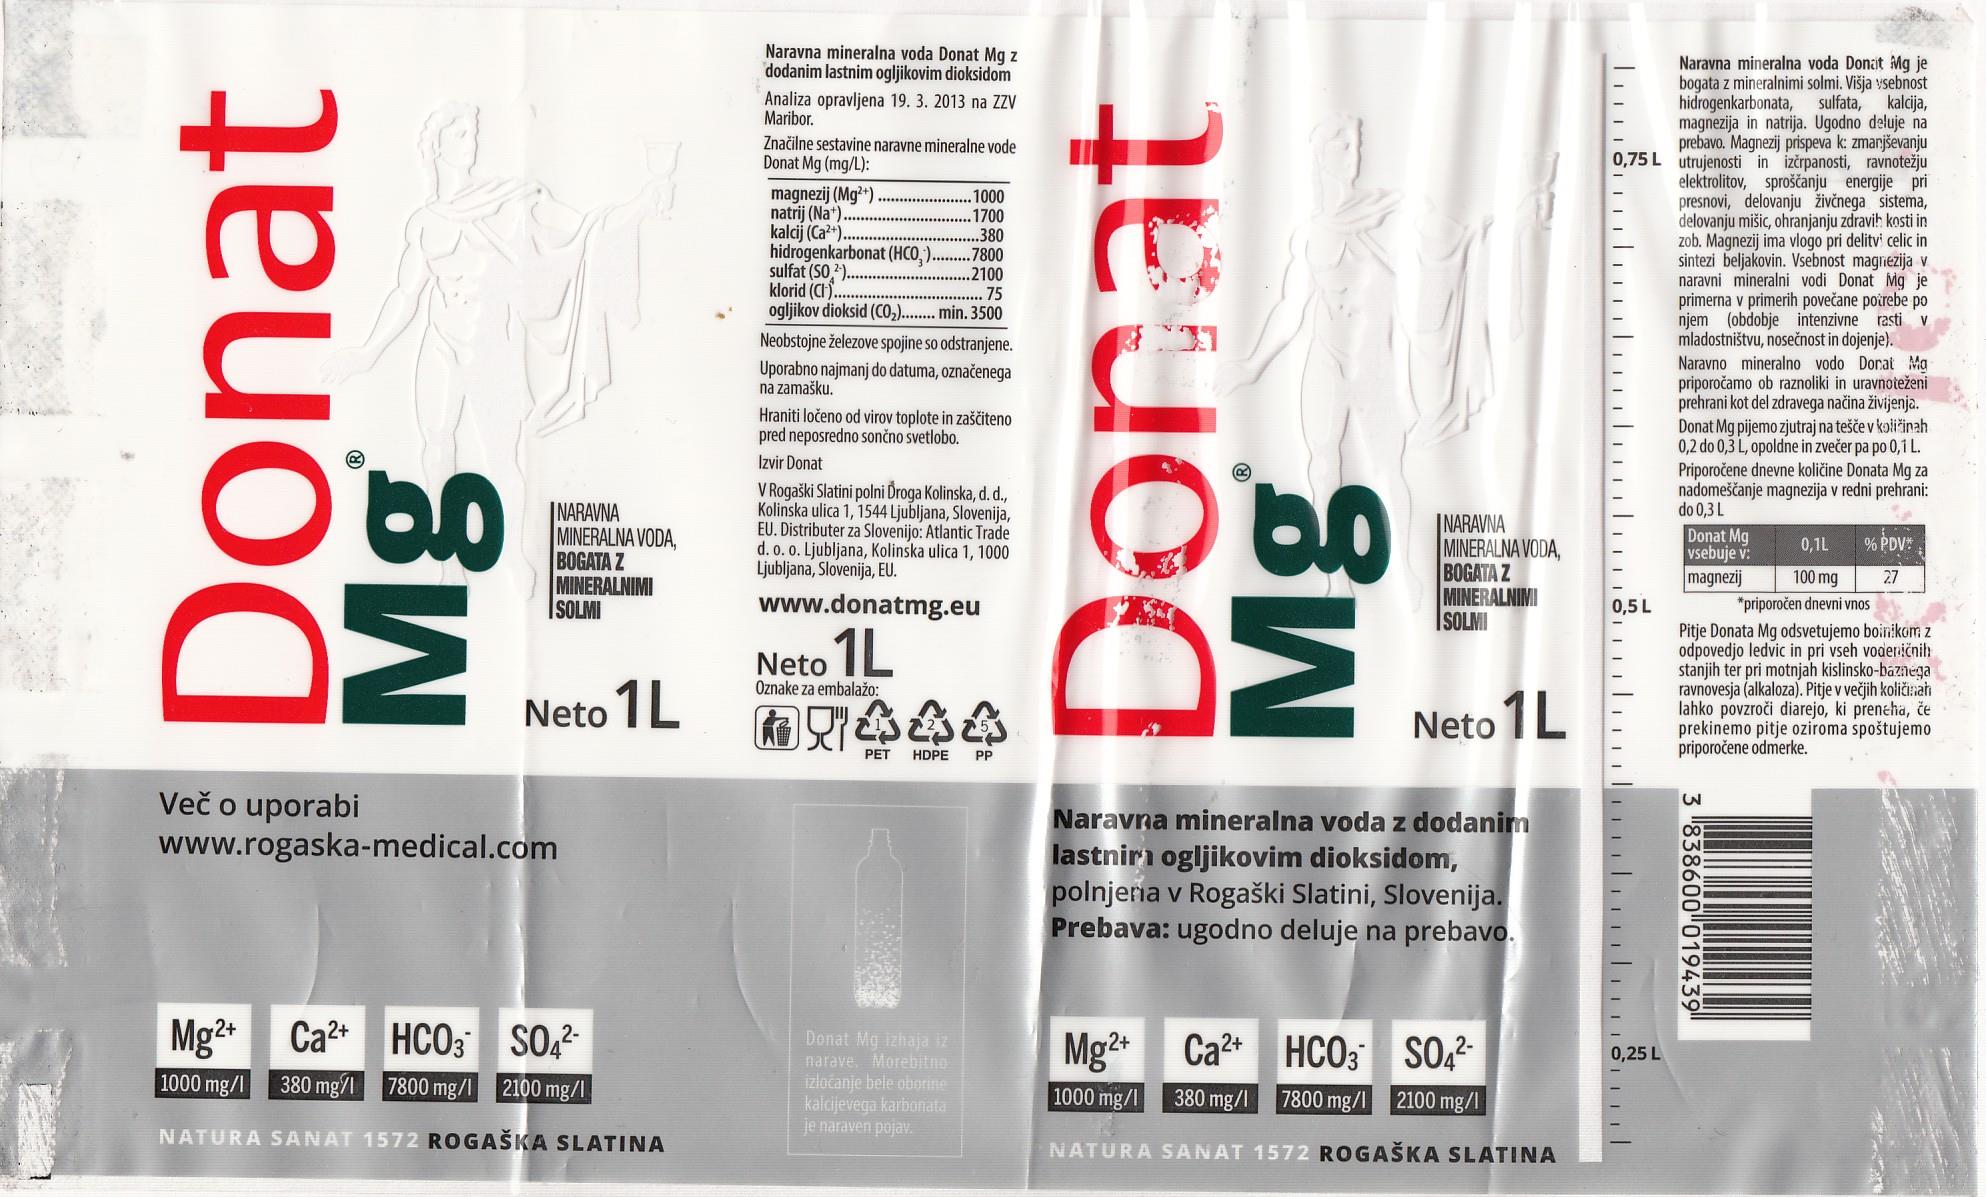 Donat
Mg®
NARAVNA
MINERALNA VODA,
BOGATA Z
MINERALNIMI
SOLMI
Neto 1L
Več o uporabi
www.rogaska-medical.com
Mg2+
1000 mg/l
Ca2+
380 mg/l
HCO3-
7800 mg/l
SO42-
2100 mg/l
NATURA SANAT 1572 ROGAŠKA SLATINA
Naravna mineralna voda Donat Mg z
dodanim lastnim ogljikovim dioksidom
Analiza opravljena 19. 3. 2013 na ZZV
Maribor.
Značilne sestavine naravne mineralne vode
Donat Mg (mg/L):
magnezij (Mg2+) ........................1000
natrij (Na+)................................1700
kalcij (Ca2+)..................................380
hidrogenkarbonat (HCO3-).........7800
sulfat (SO42-)...............................2100
klorid (Cl-)..................................... 75
ogljikov dioksid (CO2)........ min. 3500
Neobstojne železove spojine so odstranjene.
Uporabno najmanj do datuma, označenega
na zamašku.
Hraniti ločeno od virov toplote in zaščiteno
pred neposredno sončno svetlobo.
Izvir Donat
V Rogaški Slatini polni Droga Kolinska, d. d.,
Kolinska ulica 1, 1544 Ljubljana, Slovenija,
EU. Distributer za Slovenijo: Atlantic Trade
d. o. o. Ljubljana, Kolinska ulica 1, 1000
Ljubljana, Slovenija, EU.
www.donatmg.eu
Neto 1L
Oznake za embalažo:
1
PET
2
HDPE
5
PP
Donat Mg izhaja iz
narave. Morebitno
izločanje bele oborine
kalcijevega karbonata
je naraven pojav.
Donat
Mg®
NARAVNA
MINERALNA VODA,
BOGATA Z
MINERALNIMI
SOLMI
Neto 1L
Naravna mineralna voda z dodanim
lastnim ogljikovim dioksidom,
polnjena v Rogaški Slatini, Slovenija.
Prebava: ugodno deluje na prebavo.
Mg2+
1000 mg/l
Ca2+
380 mg/l
HCO3-
7800 mg/l
SO42-
2100 mg/l
NATURA SANAT 1572 ROGAŠKA SLATINA
0,75 L
0,5 L
0,25 L
Naravna mineralna voda Donat Mg je
bogata z mineralnimi solmi. Višja vsebnost
hidrogenkarbonata, sulfata, kalcija,
magnezija in natrija. Ugodno deluje na
prebavo. Magnezij prispeva k: zmanjševanju
utrujenosti in izčrpanosti, ravnotežju
elektrolitov, sproščanju energije pri
presnovi, delovanju živčnega sistema,
delovanju mišic, ohranjanju zdravih kosti in
zob. Magnezij ima vlogo pri delitvi celic in
sintezi beljakovin. Vsebnost magnezija v
naravni mineralni vodi Donat Mg je
primerna v primerih povečane potrebe po
njem (obdobje intenzivne rasti v
mladostništvu, nosečnost in dojenje).
Naravno mineralno vodo Donat Mg
priporočamo ob raznoliki in uravnoteženi
prehrani kot del zdravega načina življenja.
Donat Mg pijemo zjutraj na tešče v količinah
0,2 do 0,3 L, opoldne in zvečer pa po 0,1 L.
Priporočene dnevne količine Donata Mg za
nadomeščanje magnezija v redni prehrani:
do 0,3 L
Donat Mg
vsebuje v: 0,1L % PDV*
magnezij 100 mg 27
*priporočen dnevni vnos
Pitje Donata Mg odsvetujemo bolnikom z
odpovedjo ledvic in pri vseh vodeničnih
stanjih ter pri motnjah kislinsko-baznega
ravnovesja (alkaloza). Pitje v večjih količinah
lahko povzroči diarejo, ki preneha, če
prekinemo pitje oziroma spoštujemo
priporočene odmerke.
3 838600 019439